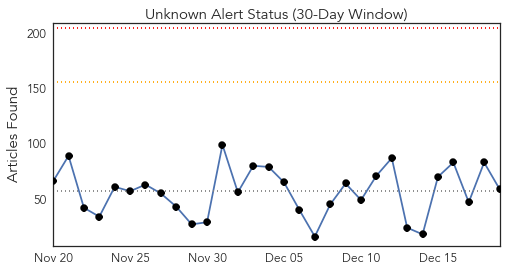 Unknown Alert Status (30-Day Window)
Articles Found
200
150
100
50
Nov 20 Nov 25 Nov 30 Dec 05 Dec 10 Dec 15